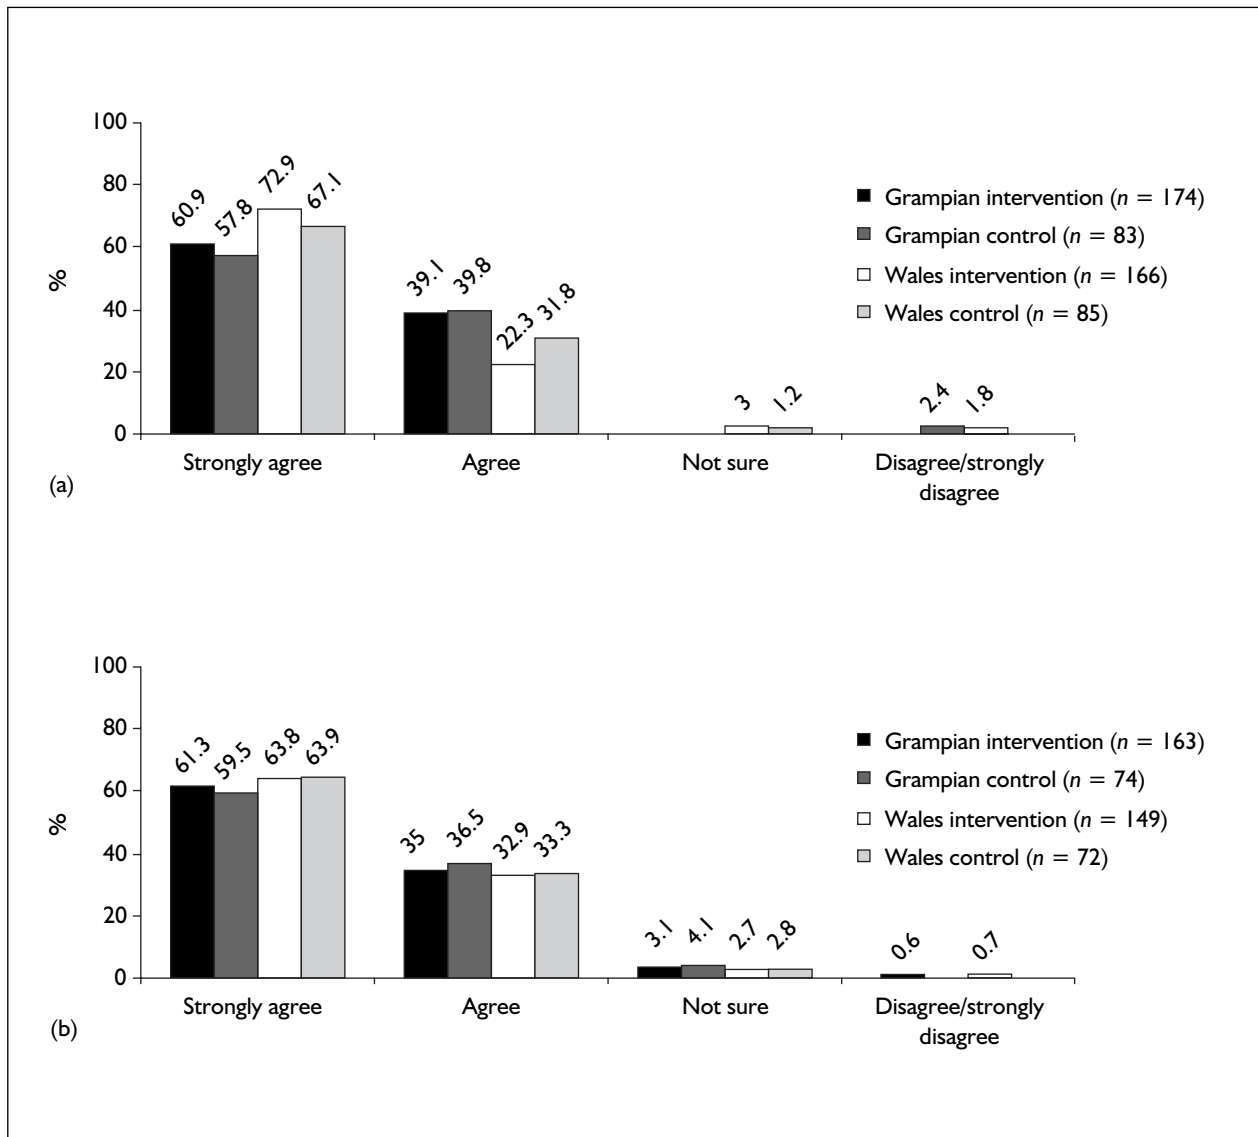 100
80
60
40
20
0
%
60.9
57.8
72.9
67.1
39.1
39.8
22.3
31.8
3
1.2
2.4
1.8
Grampian intervention (n = 174)
Grampian control (n = 83)
Wales intervention (n = 166)
Wales control (n = 85)
Strongly agree
Agree
Not sure
Disagree/strongly
disagree
(a)
100
80
60
40
20
0
%
61.3
59.5
63.8
63.9
35
36.5
32.9
33.3
3.1
4.1
2.7
2.8
0.6
0.7
Grampian intervention (n = 163)
Grampian control (n = 74)
Wales intervention (n = 149)
Wales control (n = 72)
Strongly agree
Agree
Not sure
Disagree/strongly
disagree
(b)